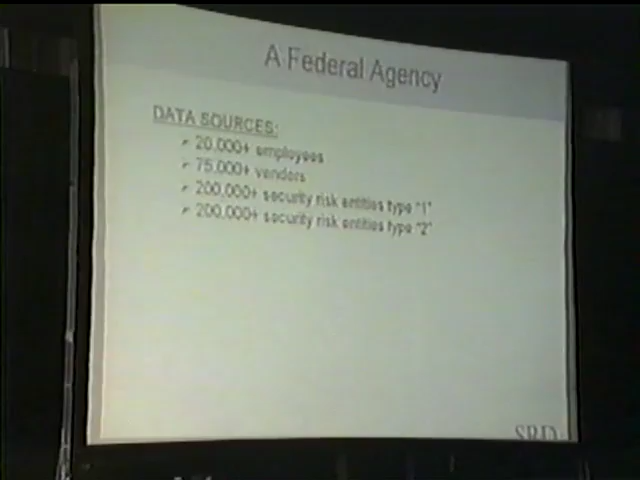 A Federal Agency
DATA SOURCES:
20,000+ employees
75,000+ vendors
200,000+ security risk entities type "1"
200,000+ security risk entities type "2"
SRD